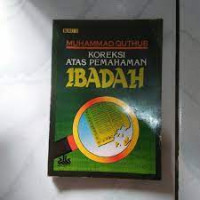 MUHAMMAD QUTHUB
KOREKSI
ATAS PEMAHAMAN
IBADAH